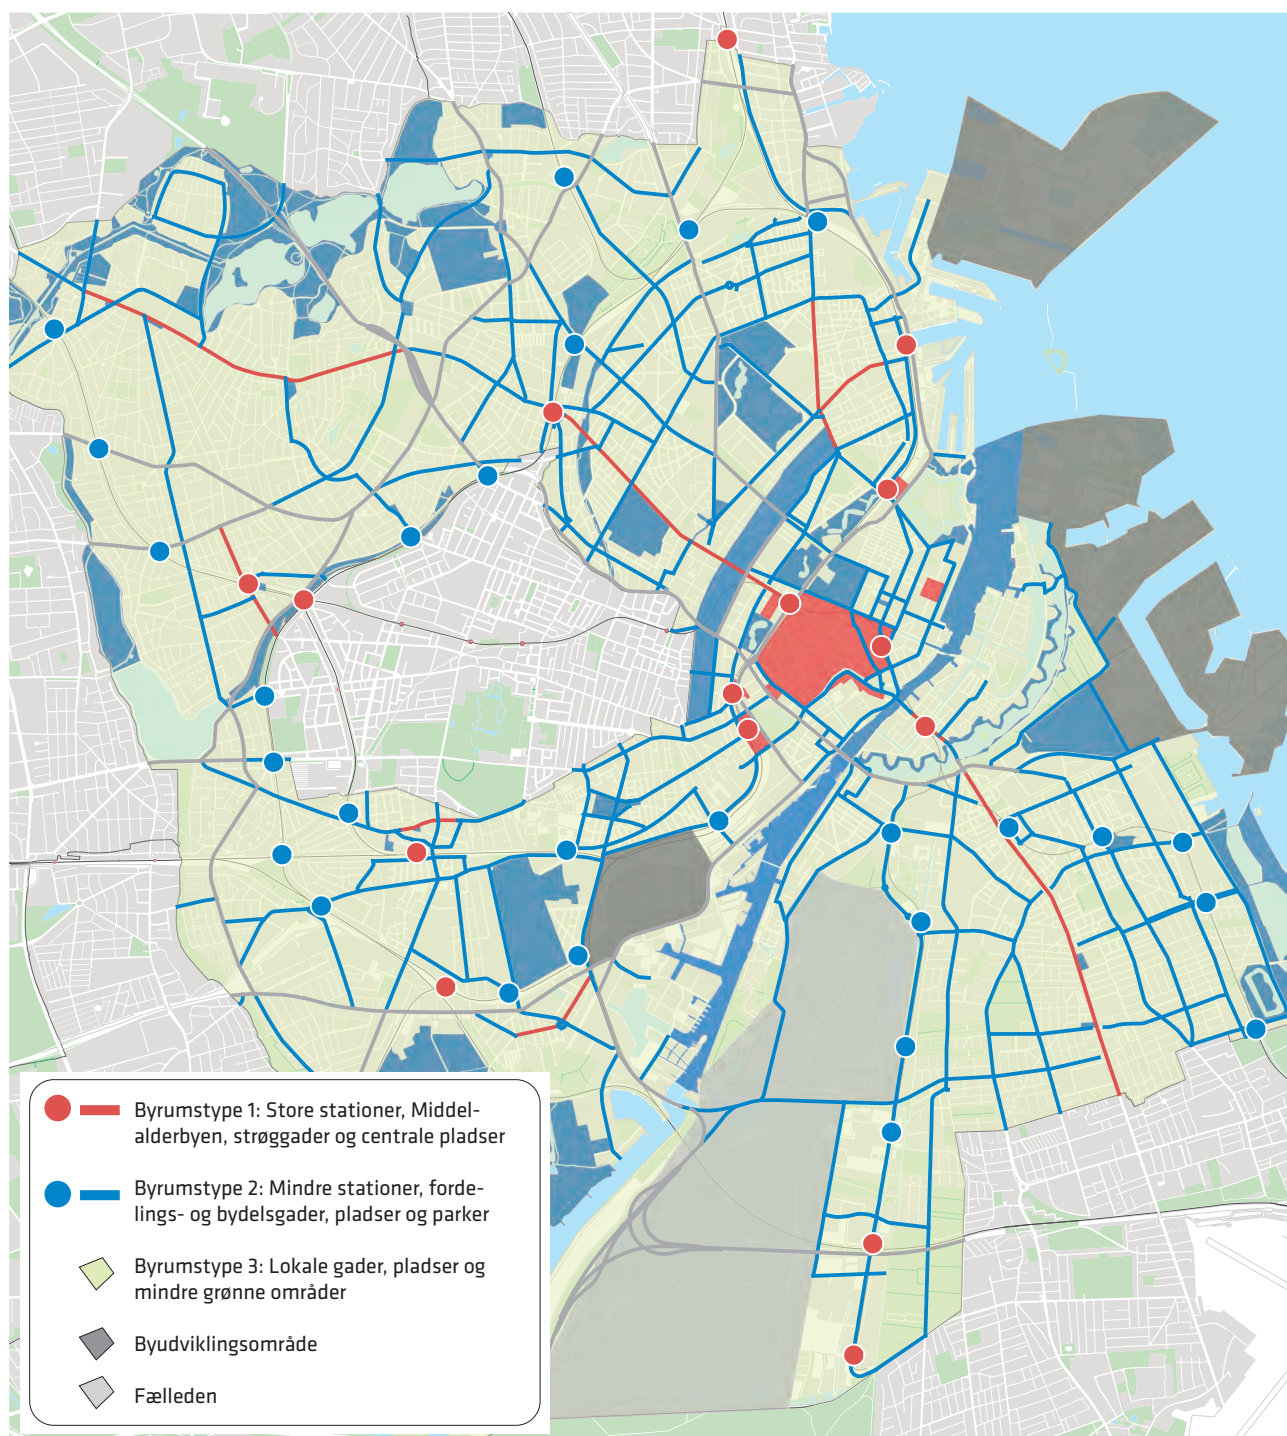 Byrumstype 1: Store stationer, Middel-
alderbyen, strøggader og centrale pladser
Byrumstype 2: Mindre stationer, forde-
lings- og bydelsgader, pladser og parker
Byrumstype 3: Lokale gader, pladser og
mindre grønne områder
Byudviklingsområde
Fælleden